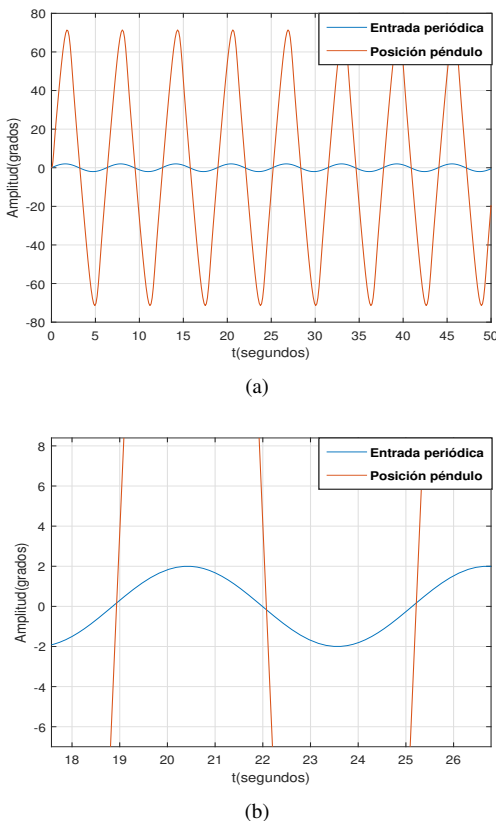 80
60
40
20
0
-20
-40
-60
-80
Amplitud(grados)
Entrada periódica
Posición péndulo
0 5 10 15 20 25 30 35 40 45 50
t(segundos)
(a)
8
6
4
2
0
-2
-4
-6
Amplitud(grados)
Entrada periódica
Posición péndulo
18 19 20 21 22 23 24 25 26
t(segundos)
(b)